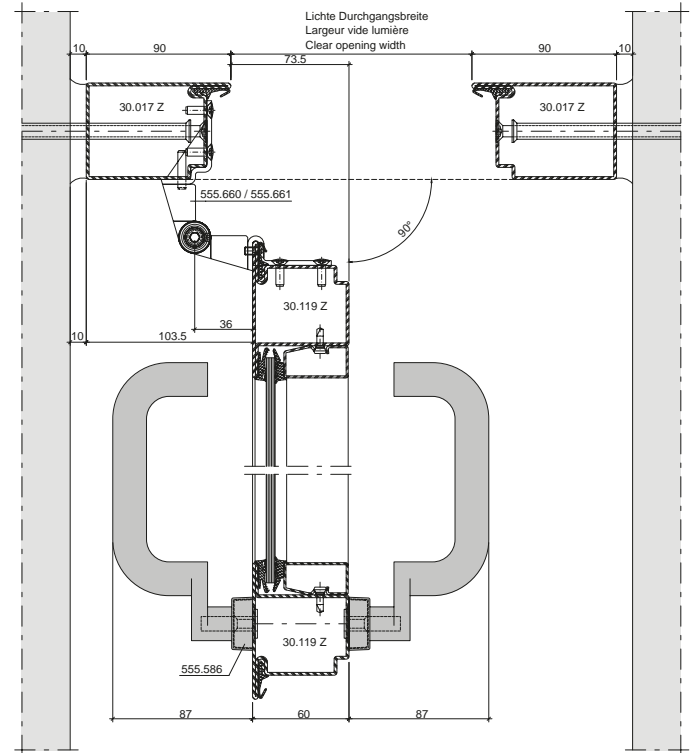 Lichte Durchgangsbreite
Largeur vide lumière
Clear opening width
10
90
73.5
90
10
30.017 Z
30.017 Z
555.660 / 555.661
90°
30.119 Z
36
10
103.5
30.119 Z
555.586
87
60
87